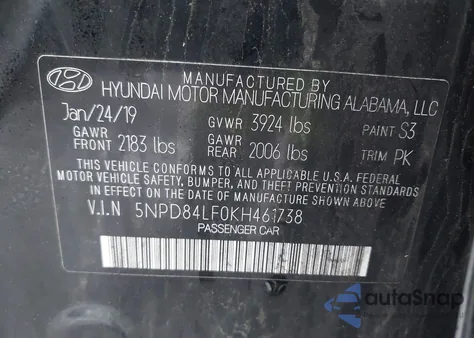 MANUFACTURED BY
HYUNDAI MOTOR MANUFACTURING ALABAMA, LLC
Jan/24/19 GVWR 3924 lbs PAINT S3
GAWR FRONT 2183 lbs GAWR REAR 2006 lbs TRIM PK
THIS VEHICLE CONFORMS TO ALL APPLICABLE U.S.A FEDERAL
MOTOR VEHICLE SAFETY, BUMPER, AND THEFT PREVENTION STANDARDS
IN EFFECT ON THE DATE OF MANUFACTURE SHOWN ABOVE.
V.I.N 5NPD84LF0KH461738
PASSENGER CAR
autoSnap